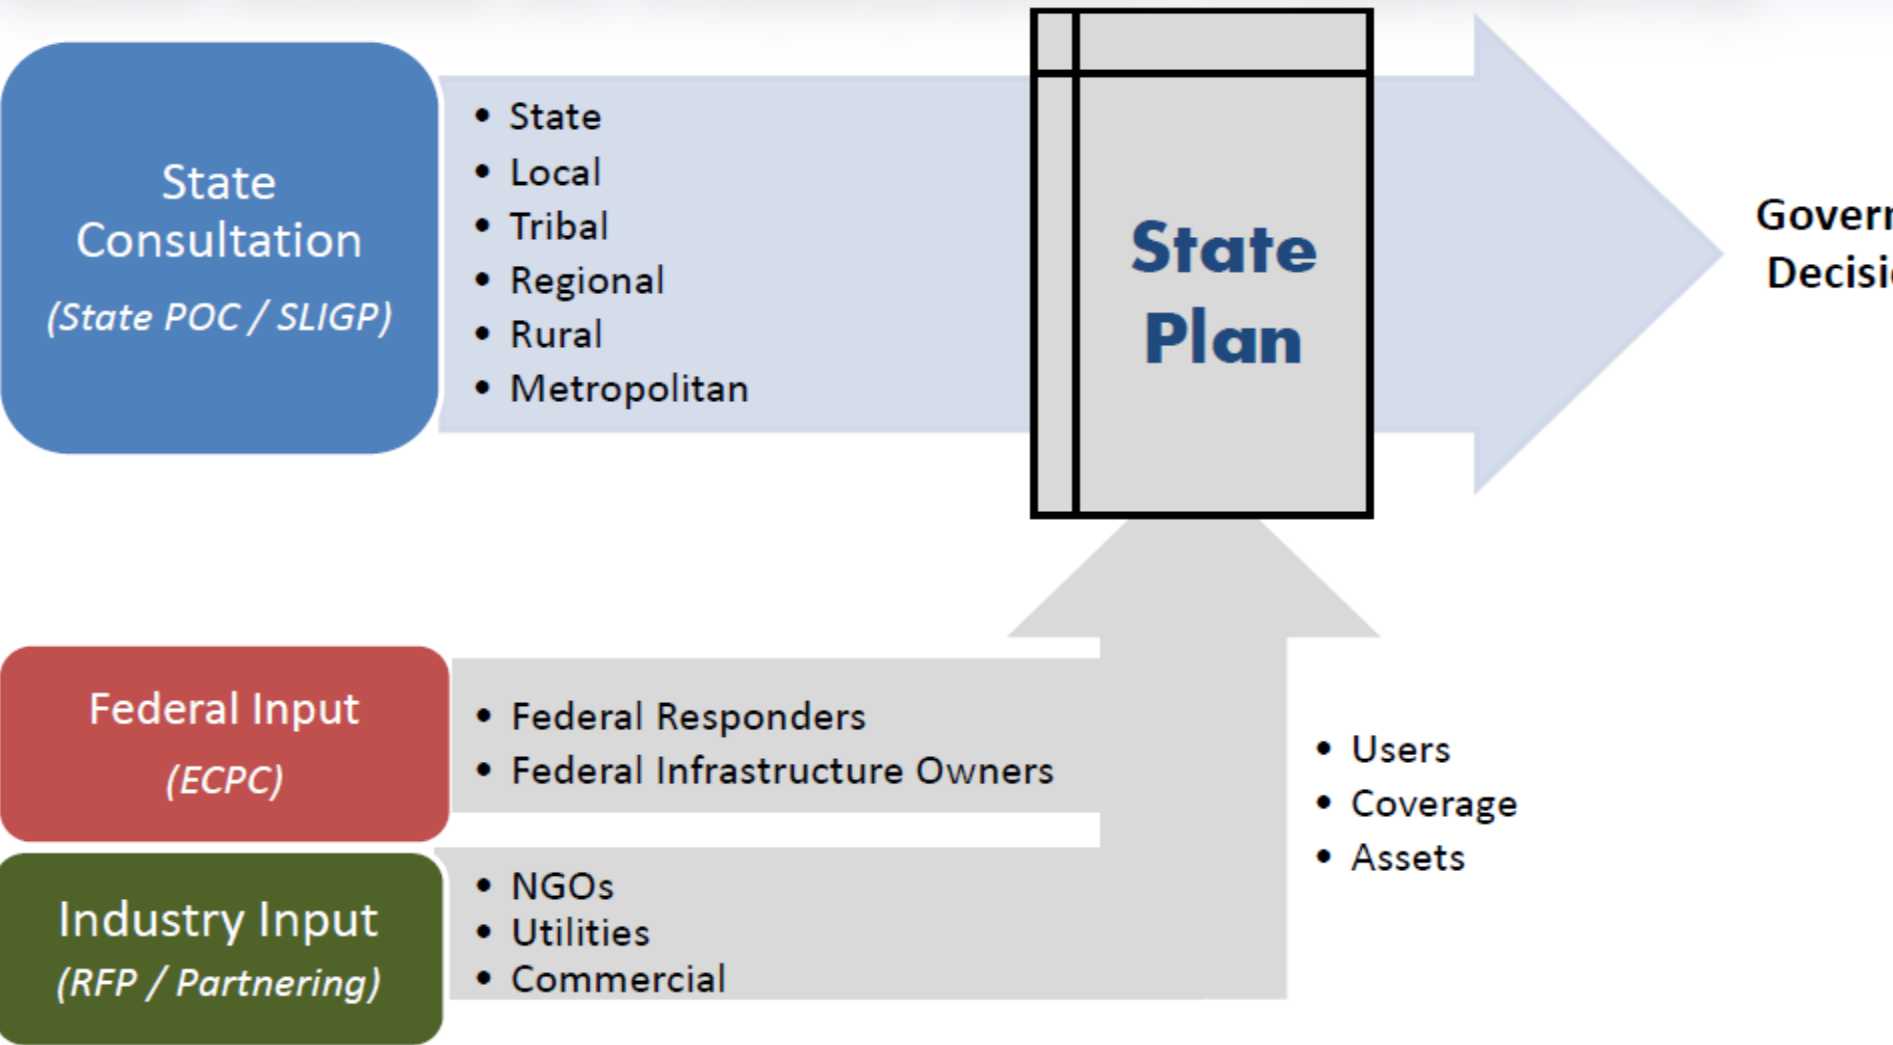 State
Consultation
(State POC / SLIGP)
• State
• Local
• Tribal
• Regional
• Rural
• Metropolitan
State
Plan
Federal Input
(ECPC)
• Federal Responders
• Federal Infrastructure Owners
Industry Input
(RFP / Partnering)
• NGOs
• Utilities
• Commercial
• Users
• Coverage
• Assets